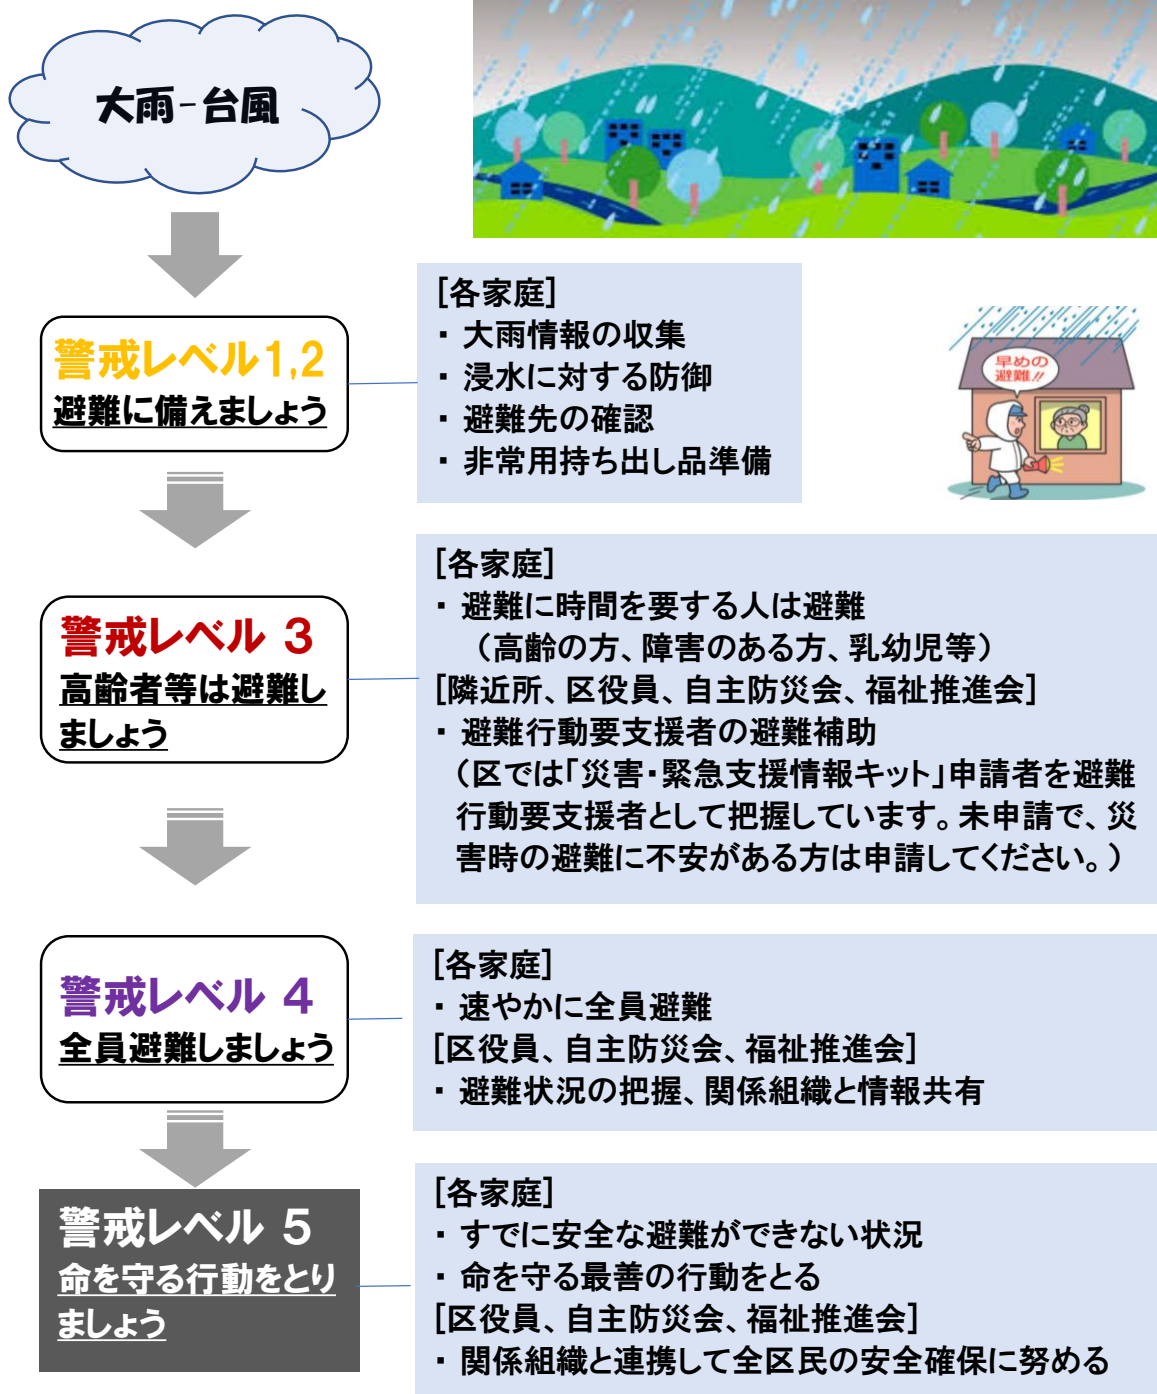 大雨-台風
警戒レベル1,2
避難に備えましょう
[各家庭]
・ 大雨情報の収集
・ 浸水に対する防御
・ 避難先の確認
・ 非常用持ち出し品準備
早めの
避難!!
警戒レベル 3
高齢者等は避難し
ましょう
[各家庭]
・ 避難に時間を要する人は避難
（高齢の方、障害のある方、乳幼児等）
[隣近所、区役員、自主防災会、福祉推進会]
・ 避難行動要支援者の避難補助
（区では「災害・緊急支援情報キット」申請者を避難
行動要支援者として把握しています。未申請で、災
害時の避難に不安がある方は申請してください。）
警戒レベル 4
全員避難しましょう
[各家庭]
・ 速やかに全員避難
[区役員、自主防災会、福祉推進会]
・ 避難状況の把握、関係組織と情報共有
警戒レベル 5
命を守る行動をとり
ましょう
[各家庭]
・ すでに安全な避難ができない状況
・ 命を守る最善の行動をとる
[区役員、自主防災会、福祉推進会]
・ 関係組織と連携して全区民の安全確保に努める